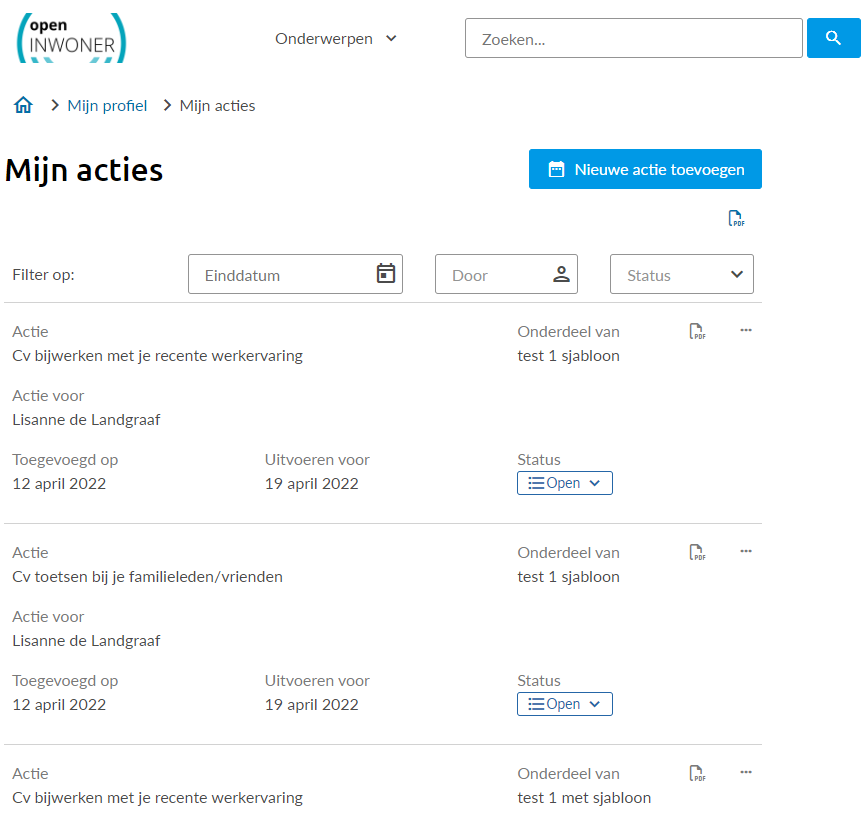 open
INWONER
Onderwerpen
Zoeken...
Mijn profiel
Mijn acties
Mijn acties
Nieuwe actie toevoegen
PDF
Filter op:
Einddatum
Door
Status
Actie
Onderdeel van
PDF
Cv bijwerken met je recente werkervaring
test 1 sjabloon
Actie voor
Lisanne de Landgraaf
Toegevoegd op
Uitvoeren voor
Status
12 april 2022
19 april 2022
Open
Actie
Onderdeel van
PDF
Cv toetsen bij je familieleden/vrienden
test 1 sjabloon
Actie voor
Lisanne de Landgraaf
Toegevoegd op
Uitvoeren voor
Status
12 april 2022
19 april 2022
Open
Actie
Onderdeel van
PDF
Cv bijwerken met je recente werkervaring
test 1 met sjabloon